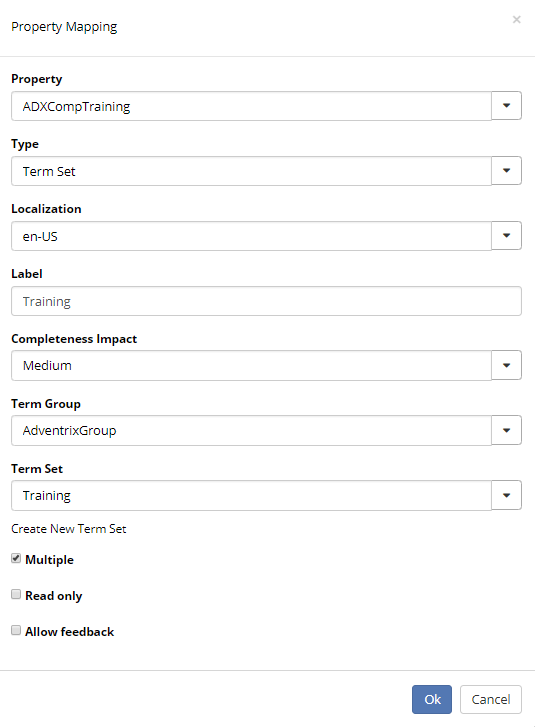 Property Mapping
×
Property
ADXCompTraining
Type
Term Set
Localization
en-US
Label
Training
Completeness Impact
Medium
Term Group
AdventrixGroup
Term Set
Training
Create New Term Set
Multiple
Read only
Allow feedback
Ok Cancel